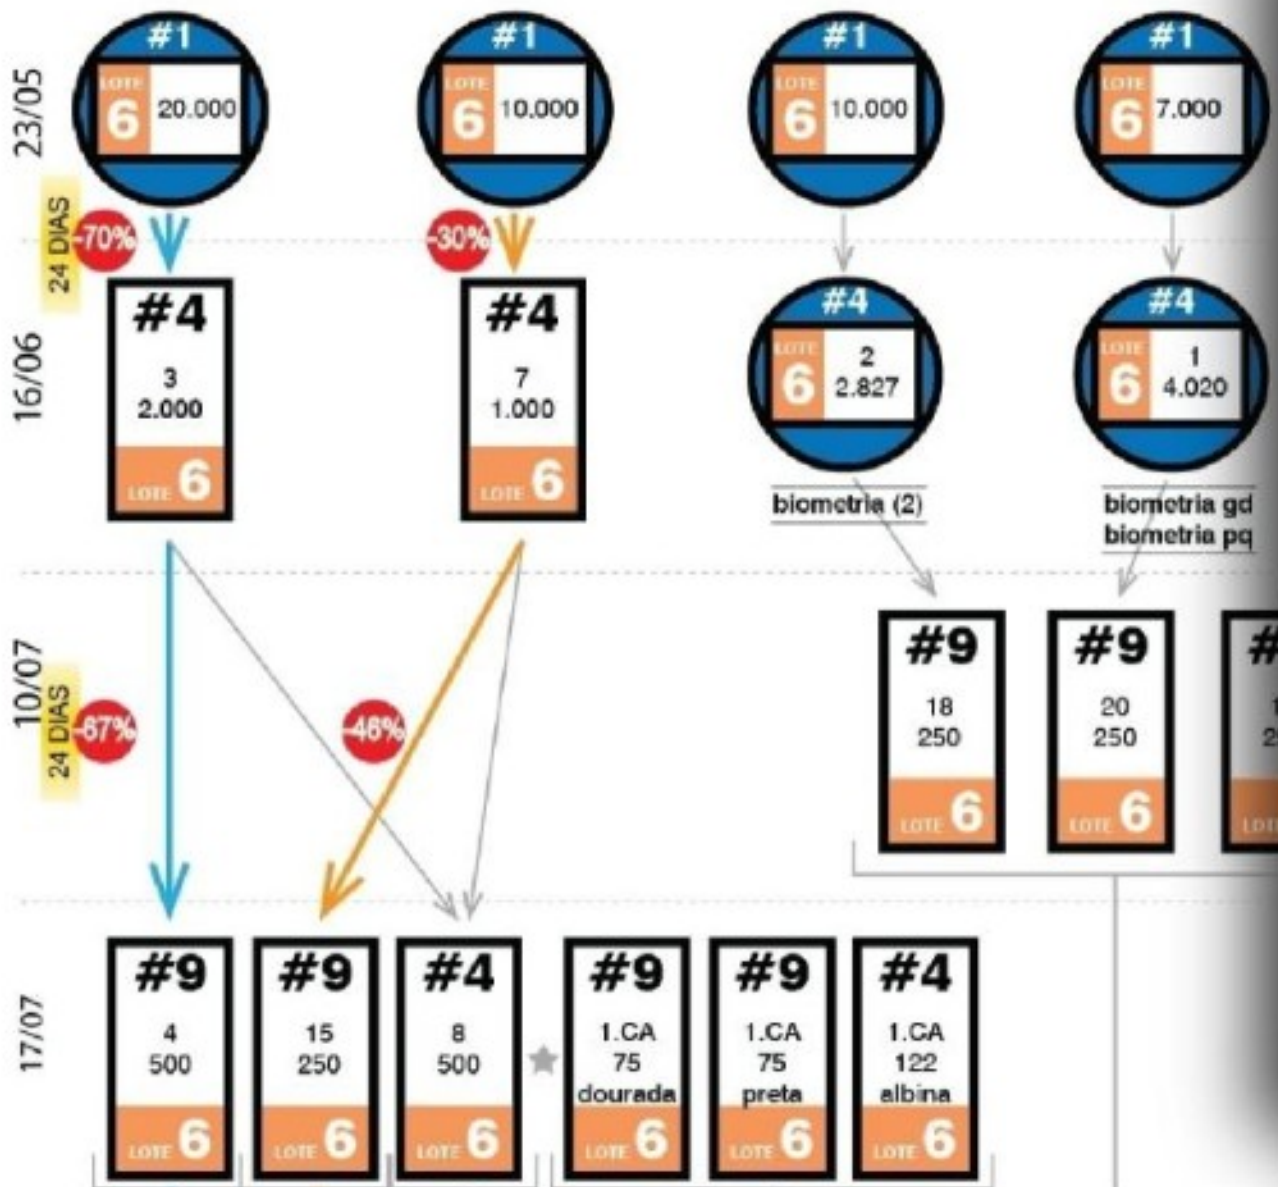 23/05
#1
LOTE 6 20.000
#1
LOTE 6 10.000
#1
LOTE 6 10.000
#1
LOTE 6 7.000
24 DIAS
-70%
-30%
16/06
#4
3
2.000
LOTE 6
#4
7
1.000
LOTE 6
#4
LOTE 6
2
2.827
#4
LOTE 6
1
4.020
biometria (2)
biometria gd
biometria pq
10/07
24 DIAS
-67%
-46%
#9
18
250
LOTE 6
#9
20
250
LOTE 6
#
17/07
#9
4
500
LOTE 6
#9
15
250
LOTE 6
#4
8
500
LOTE 6
#9
1.CA
75
dourada
LOTE 6
#9
1.CA
75
preta
LOTE 6
#4
1.CA
122
albina
LOTE 6